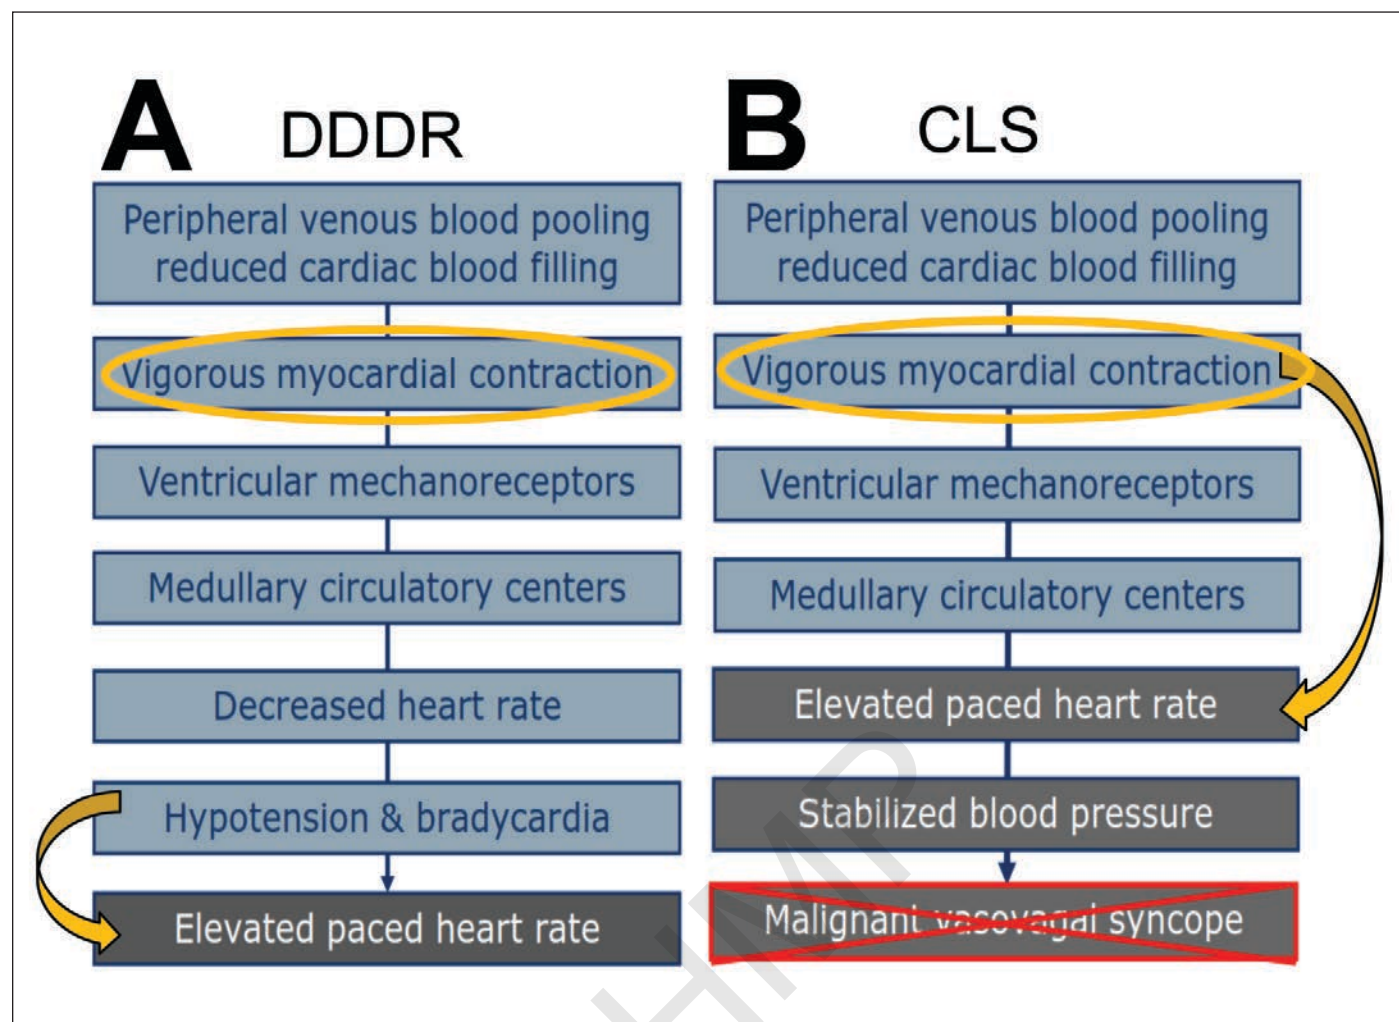 A DDDR
Peripheral venous blood pooling
reduced cardiac blood filling
Vigorous myocardial contraction
Ventricular mechanoreceptors
Medullary circulatory centers
Decreased heart rate
Hypotension & bradycardia
Elevated paced heart rate
B CLS
Peripheral venous blood pooling
reduced cardiac blood filling
Vigorous myocardial contraction
Ventricular mechanoreceptors
Medullary circulatory centers
Elevated paced heart rate
Stabilized blood pressure
Malignant vasovagal syncope
HMP